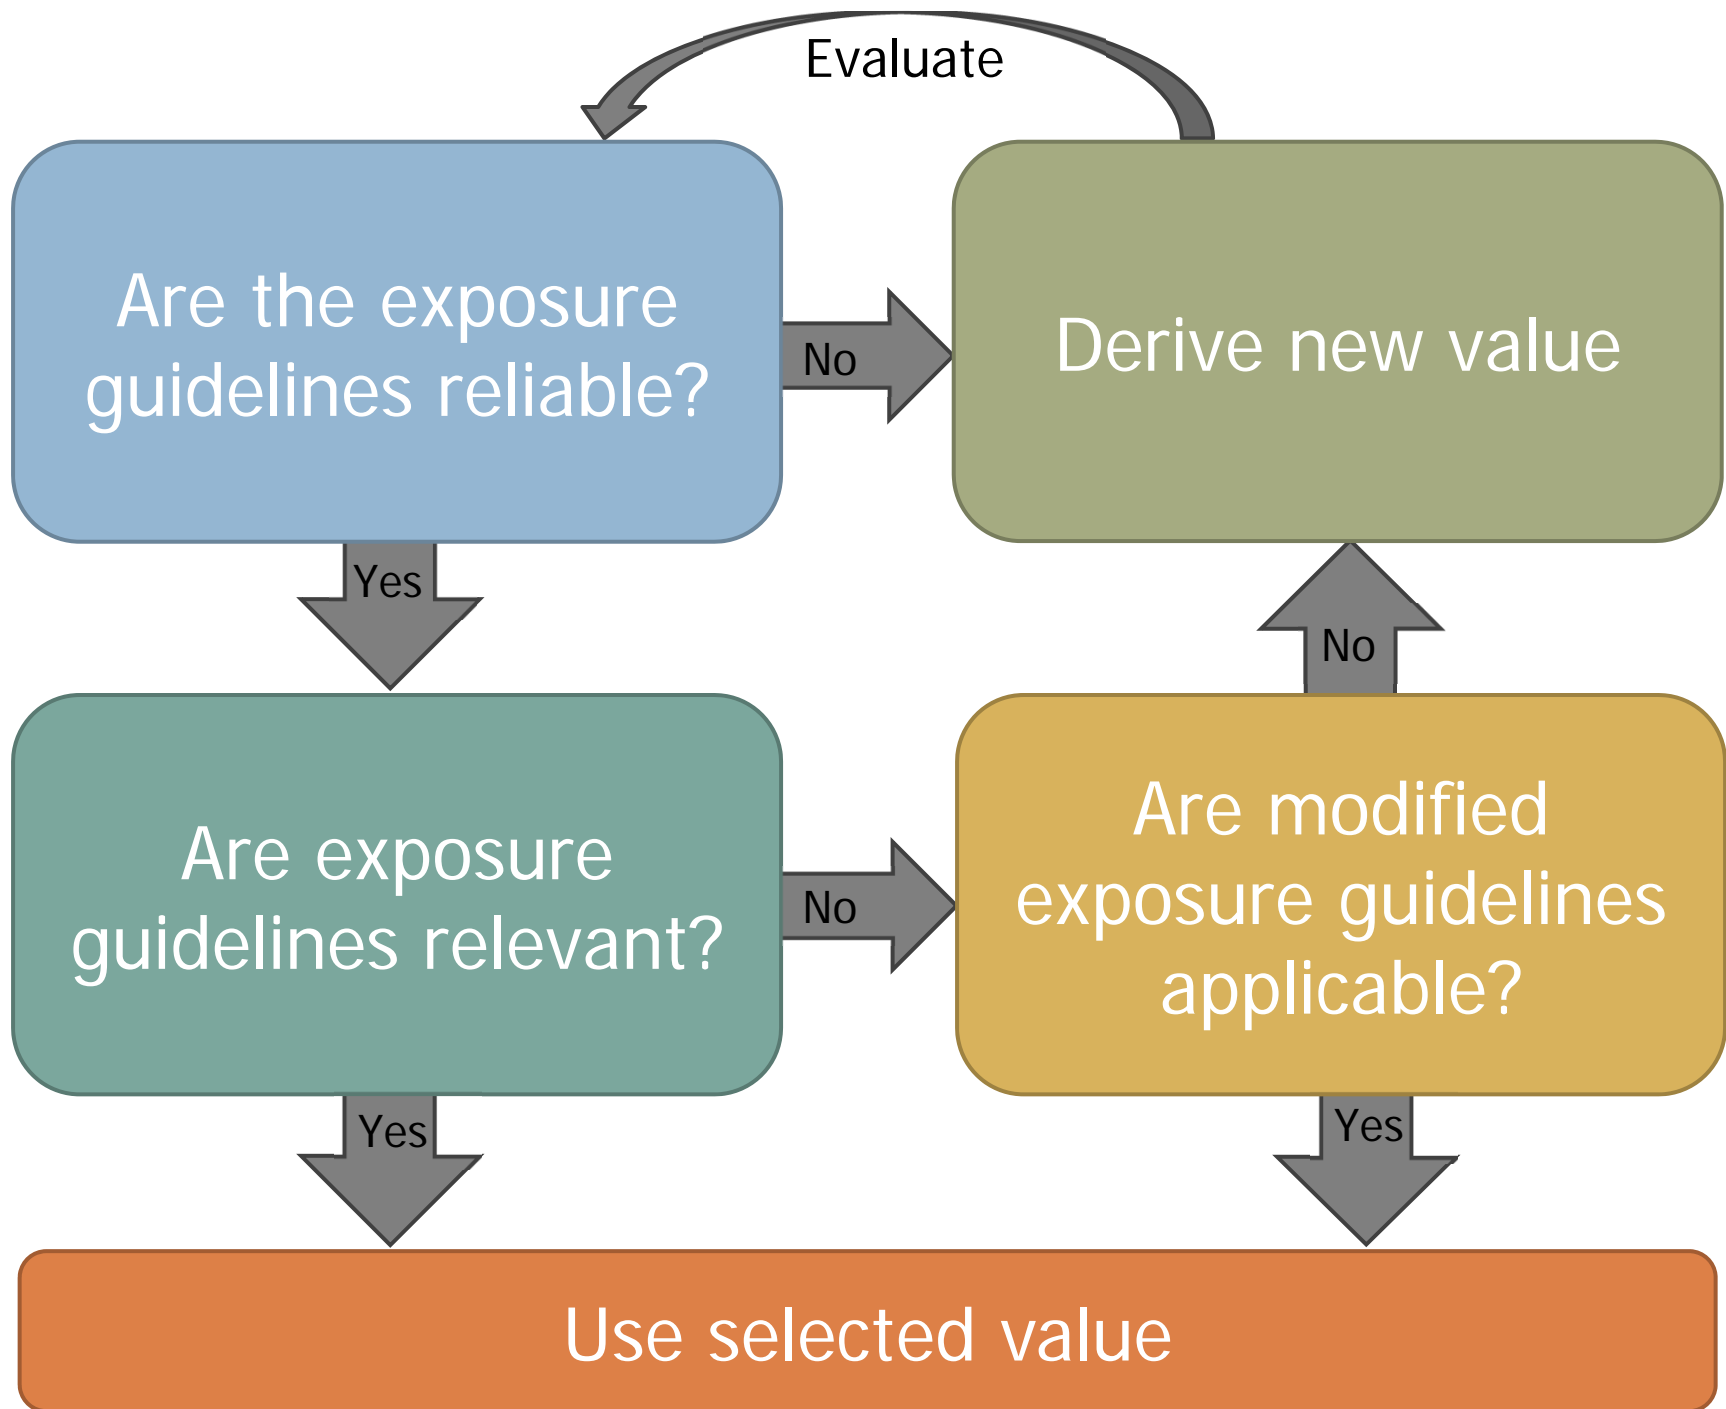 Evaluate
Are the exposure
guidelines reliable?
No
Derive new value
Yes
No
Are exposure
guidelines relevant?
No
Are modified
exposure guidelines
applicable?
Yes
Yes
Use selected value